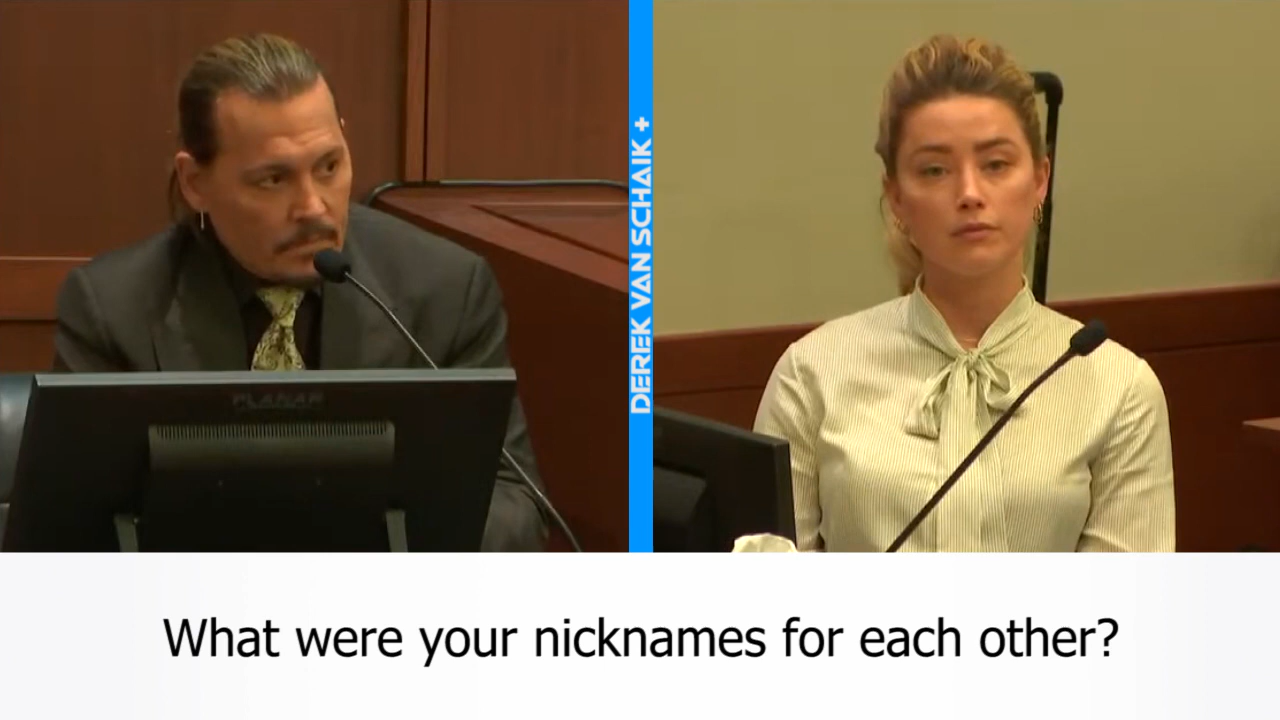 PLANAR
DEREK VAN SCHAIK +
What were your nicknames for each other?